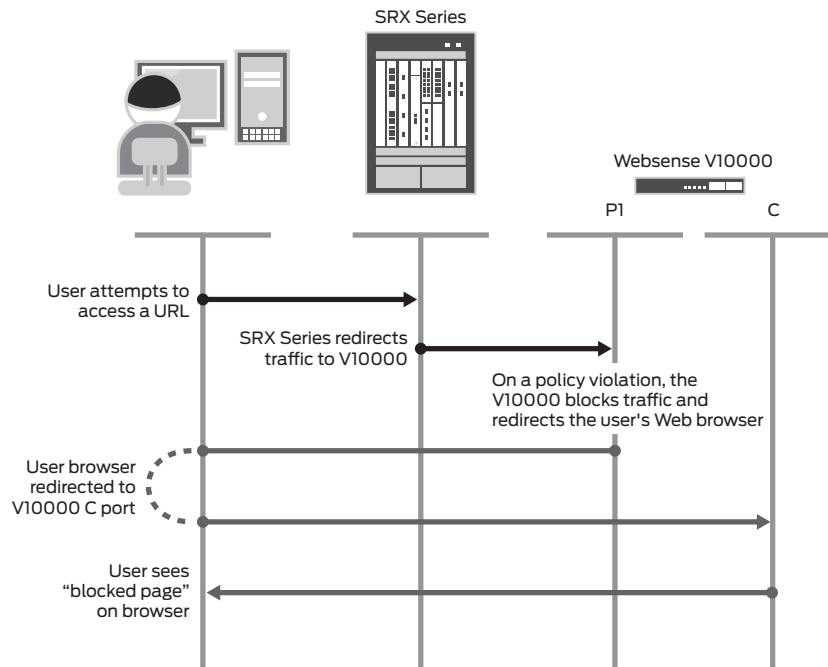 SRX Series
Websense V10000
P1
C
User attempts to
access a URL
SRX Series redirects
traffic to V10000
On a policy violation, the
V10000 blocks traffic and
redirects the user's Web browser
User browser
redirected to
V10000 C port
User sees
“blocked page”
on browser